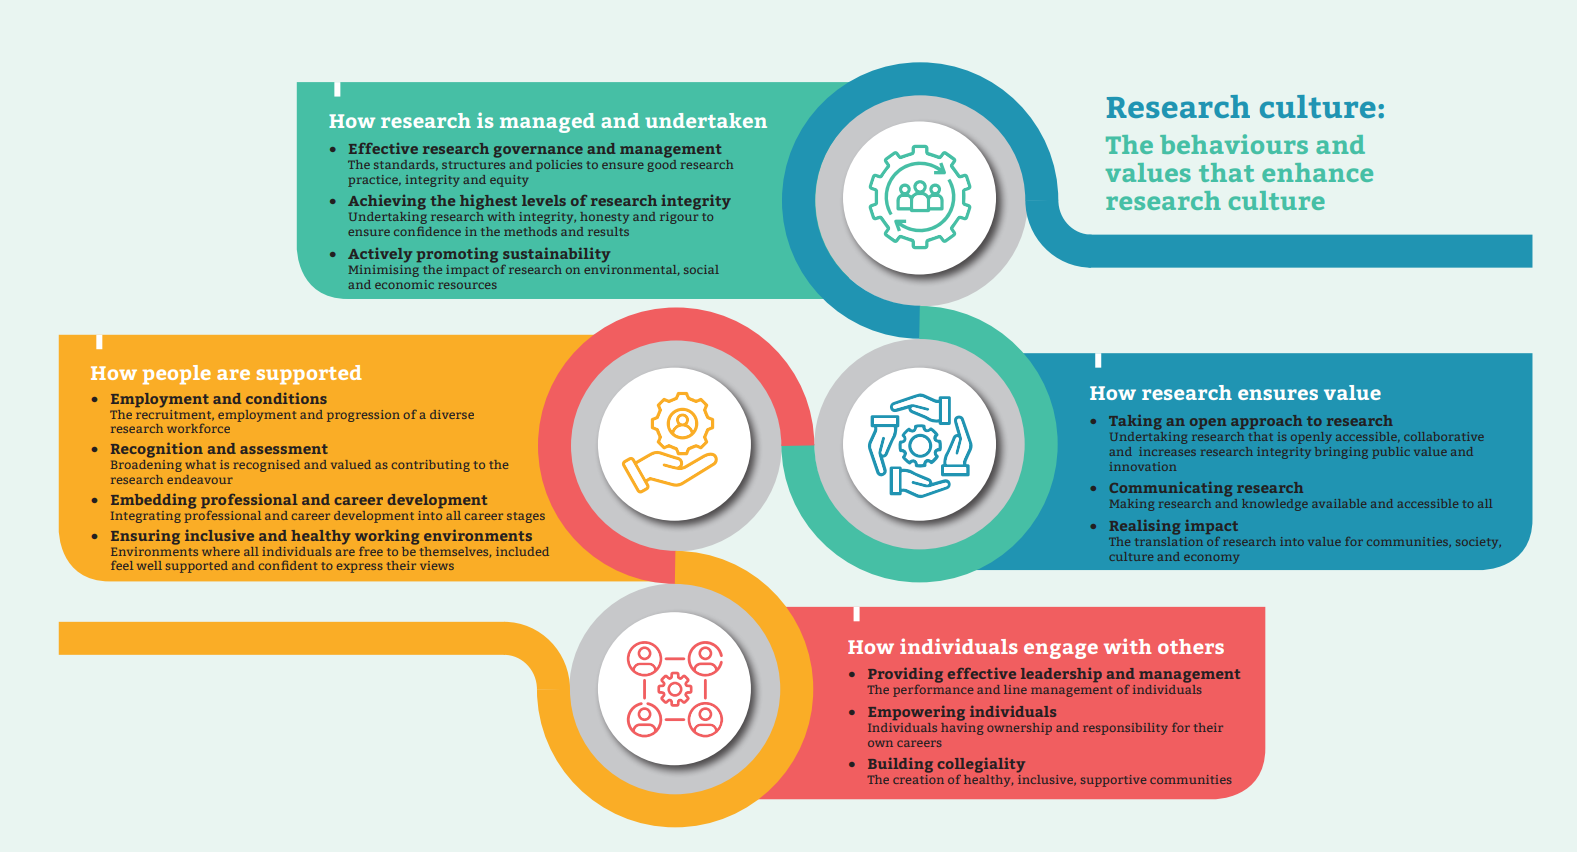 Research culture:
The behaviours and
values that enhance
research culture
How research is managed and undertaken
• Effective research governance and management
The standards, structures and policies to ensure good research
practice, integrity and equity
• Achieving the highest levels of research integrity
Undertaking research with integrity, honesty and rigour to
ensure confidence in the methods and results
• Actively promoting sustainability
Minimising the impact of research on environmental, social
and economic resources
How research ensures value
• Taking an open approach to research
Undertaking research that is openly accessible, collaborative
and increases research integrity bringing public value and
innovation
• Communicating research
Making research and knowledge available and accessible to all
• Realising impact
The translation of research into value for communities, society,
culture and economy
How people are supported
• Employment and conditions
The recruitment, employment and progression of a diverse
research workforce
• Recognition and assessment
Broadening what is recognised and valued as contributing to the
research endeavour
• Embedding professional and career development
Integrating professional and career development into all career stages
• Ensuring inclusive and healthy working environments
Environments where all individuals are free to be themselves, included
feel well supported and confident to express their views
How individuals engage with others
• Providing effective leadership and management
The performance and line management of individuals
• Empowering individuals
Individuals having ownership and responsibility for their
own careers
• Building collegiality
The creation of healthy, inclusive, supportive communities